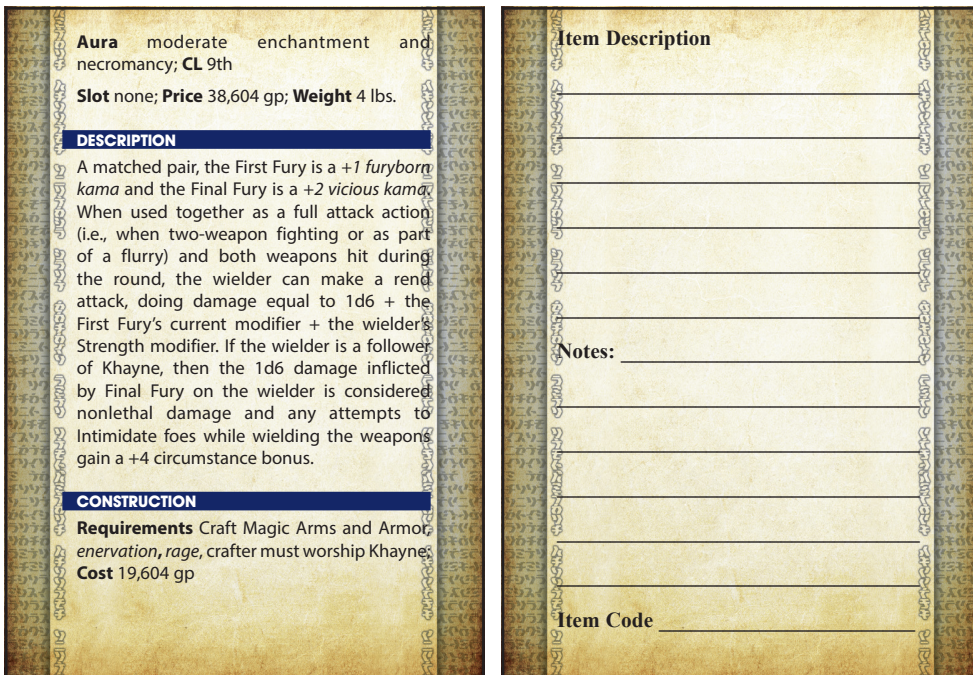 Aura moderate enchantment and
necromancy; CL 9th
Slot none; Price 38,604 gp; Weight 4 lbs.
DESCRIPTION
A matched pair, the First Fury is a +1 furyborn
kama and the Final Fury is a +2 vicious kama.
When used together as a full attack action
(i.e., when two-weapon fighting or as part
of a flurry) and both weapons hit during
the round, the wielder can make a rend
attack, doing damage equal to 1d6 + the
First Fury's current modifier + the wielder's
Strength modifier. If the wielder is a follower
of Khayne, then the 1d6 damage inflicted
by Final Fury on the wielder is considered
nonlethal damage and any attempts to
Intimidate foes while wielding the weapons
gain a +4 circumstance bonus.
CONSTRUCTION
Requirements Craft Magic Arms and Armor,
enervation, rage, crafter must worship Khayne;
Cost 19,604 gp
Item Description
Notes:
Item Code